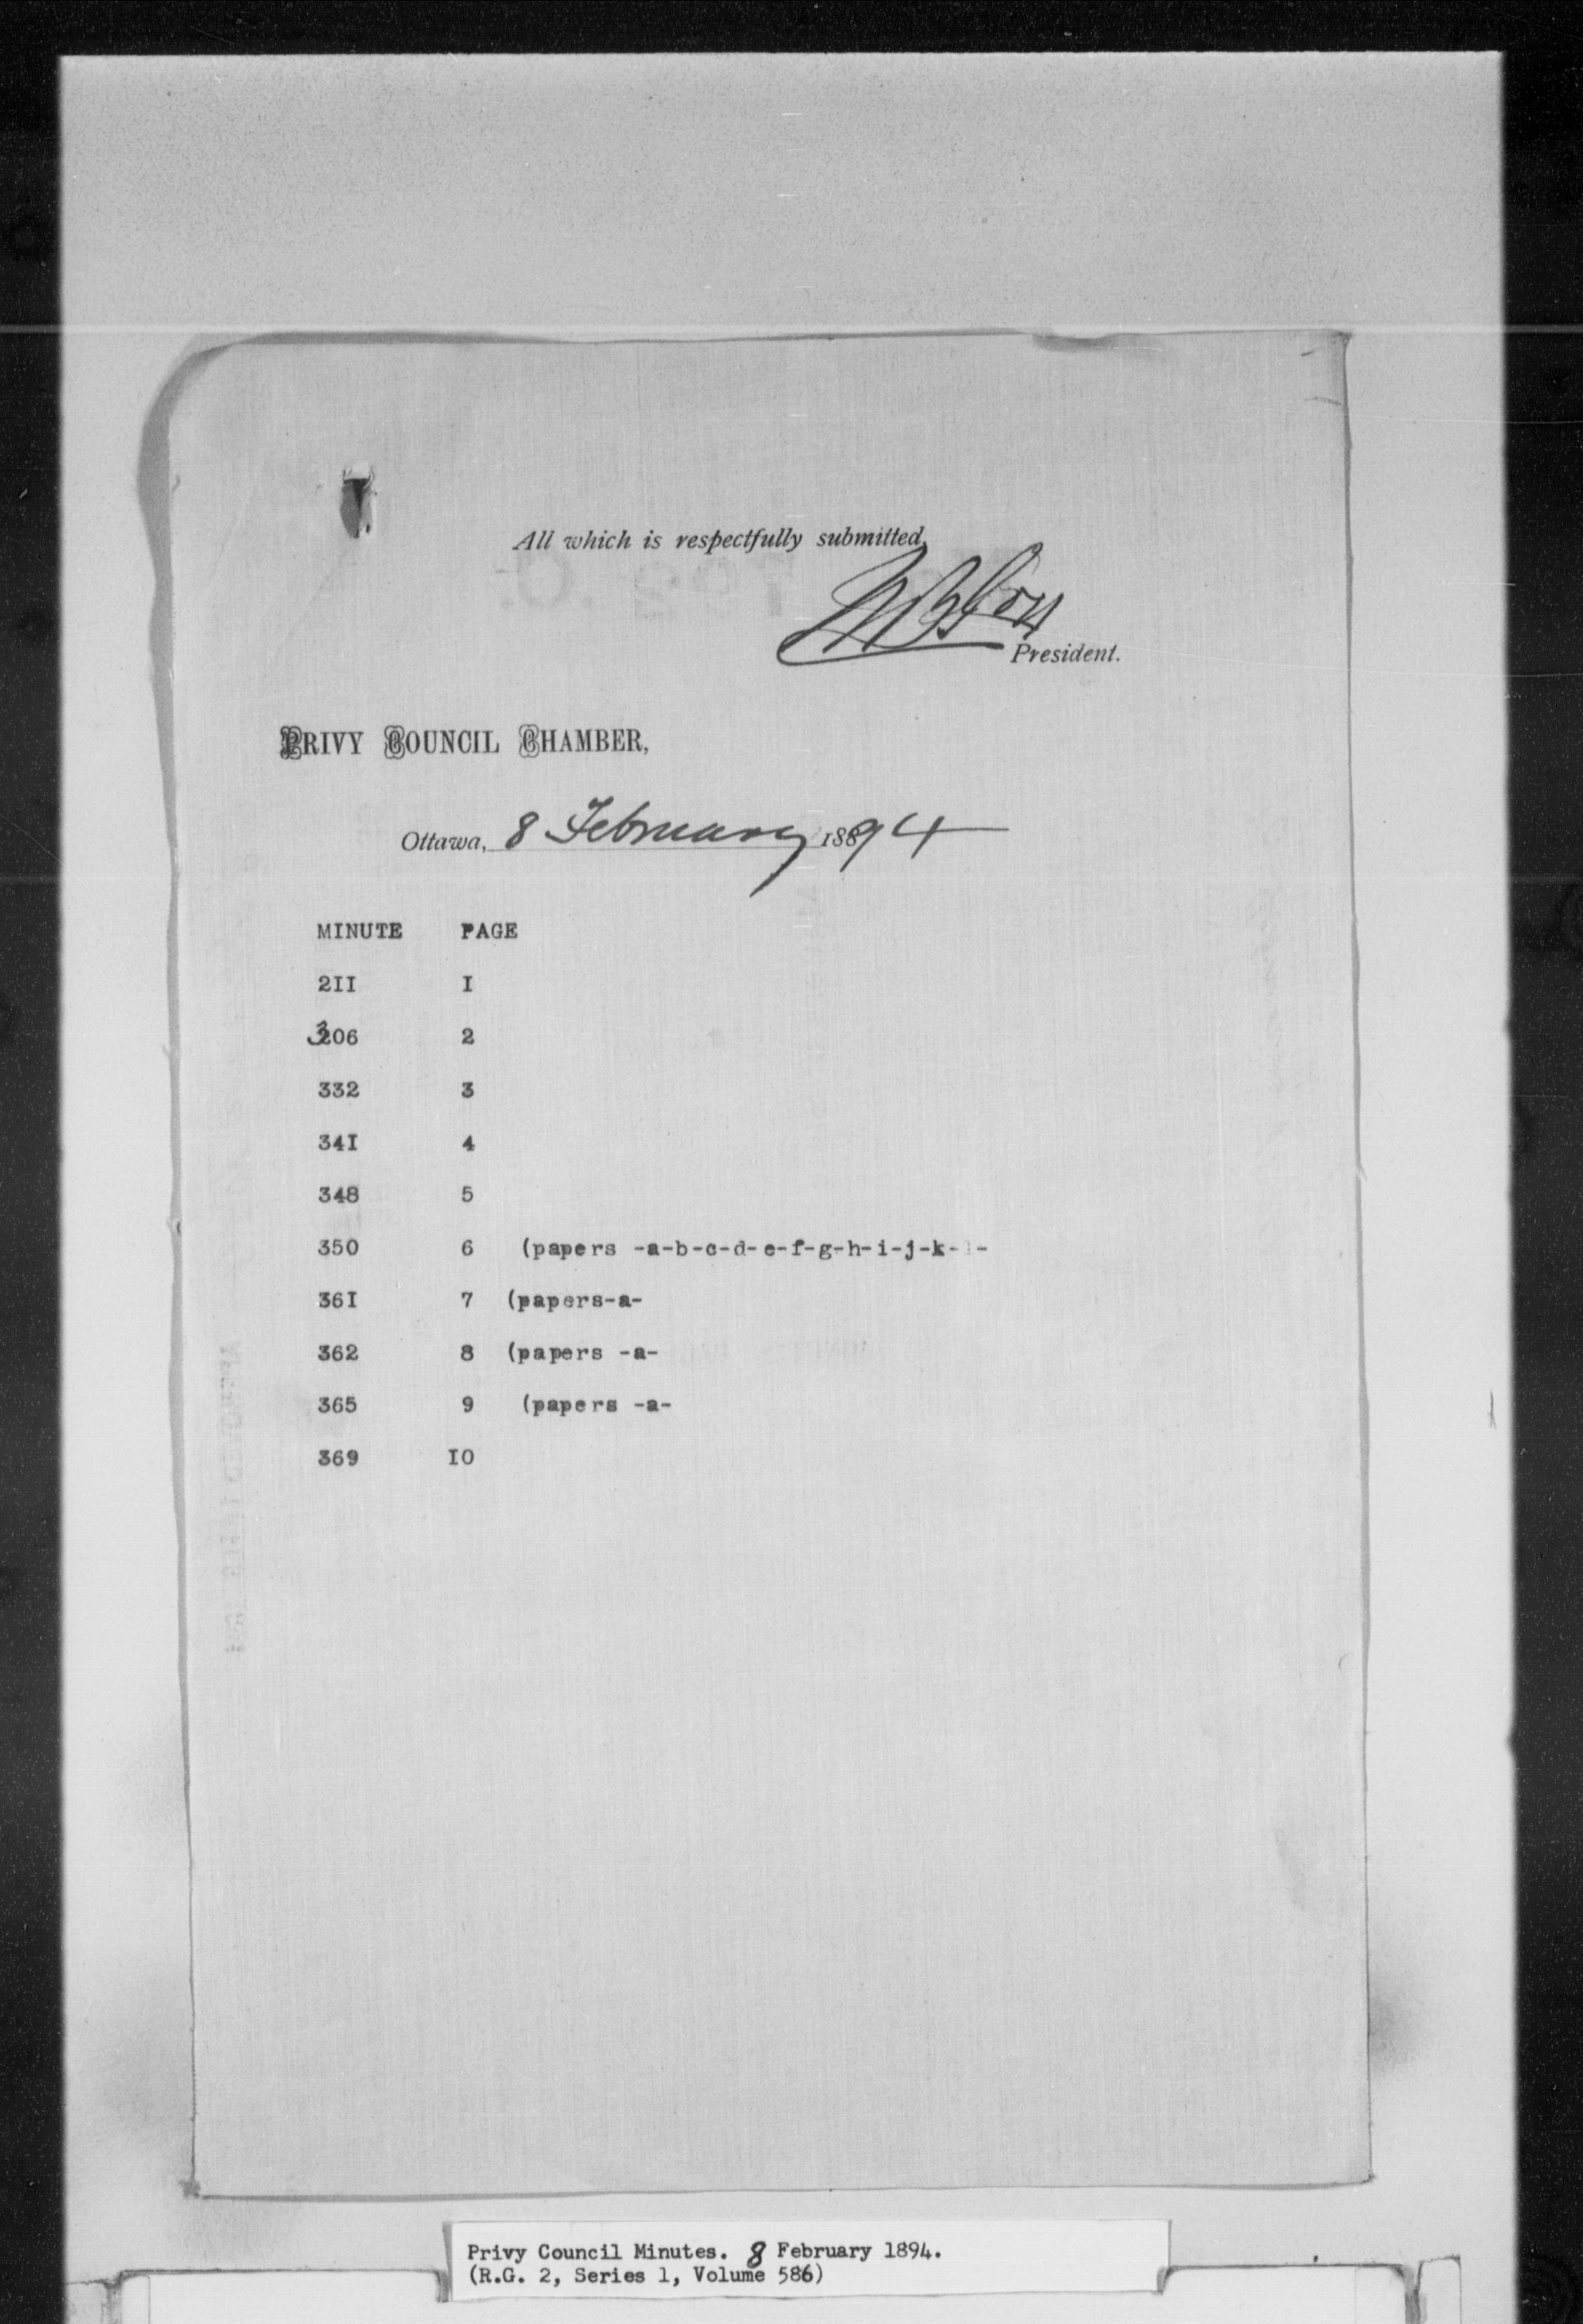 All which is respectfully submitted,
President.
PRIVY COUNCIL CHAMBER,
Ottawa, 8 February 1894
MINUTE PAGE
2II I
306 2
332 3
34I 4
348 5
350 6 (papers -a-b-c-d-e-f-g-h-i-j-k-l-
36I 7 (papers-a-
362 8 (papers -a-
365 9 (papers -a-
369 IO
Privy Council Minutes. 8 February 1894.
(R.G. 2, Series 1, Volume 586)